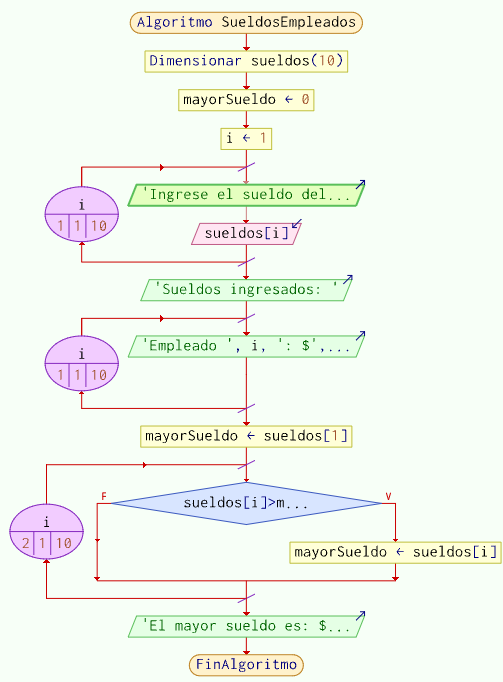 Algoritmo SueldosEmpleados
Dimensionar sueldos(10)
mayorSueldo ← 0
i ← 1
'Ingrese el sueldo del...
i
1 1 10
sueldos[i]
'Sueldos ingresados: '
'Empleado ', i, ': $',...
i
1 1 10
mayorSueldo ← sueldos[1]
F
sueldos[i]>m...
V
i
2 1 10
mayorSueldo ← sueldos[i]
'El mayor sueldo es: $...
FinAlgoritmo